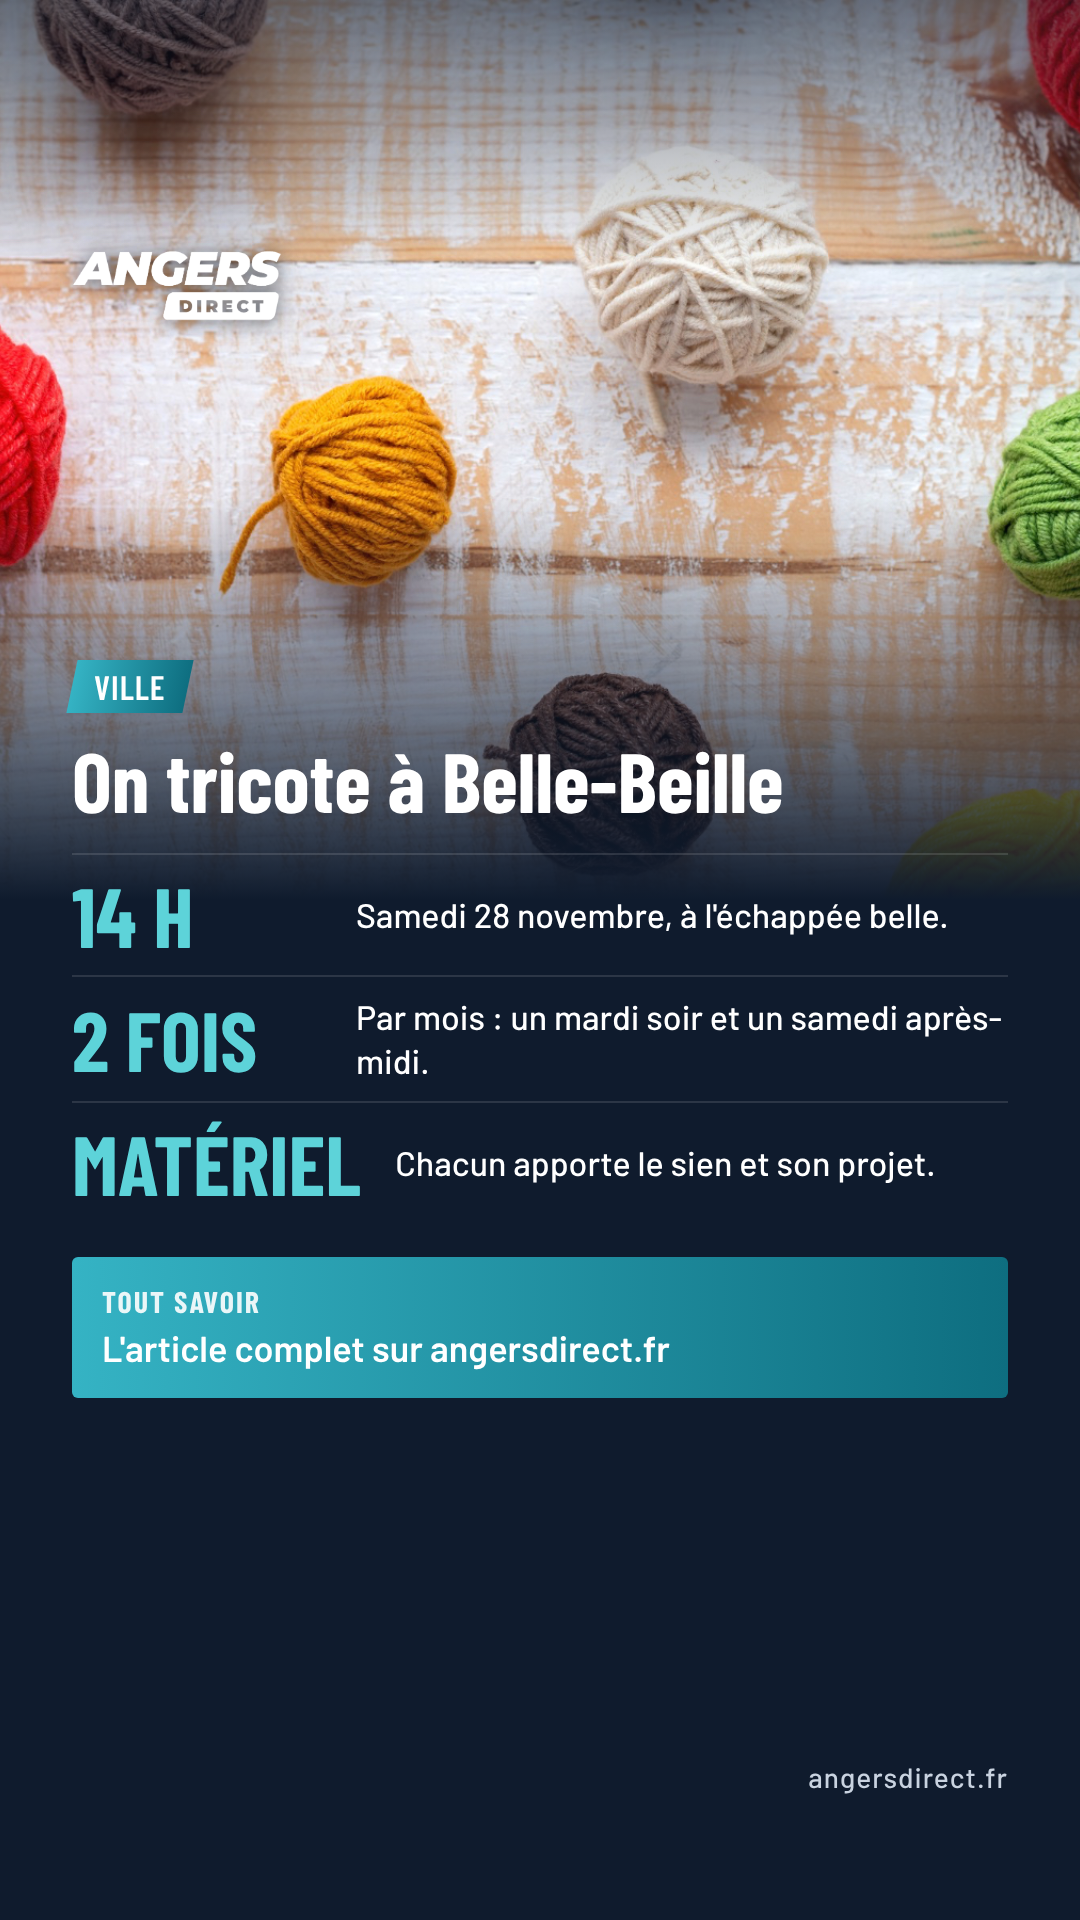 ANGERS
DIRECT
VILLE
On tricote à Belle-Beille
14 H
Samedi 28 novembre, à l'échappée belle.
2 FOIS
Par mois : un mardi soir et un samedi après-
midi.
MATÉRIEL
Chacun apporte le sien et son projet.
TOUT SAVOIR
L'article complet sur angersdirect.fr
angersdirect.fr